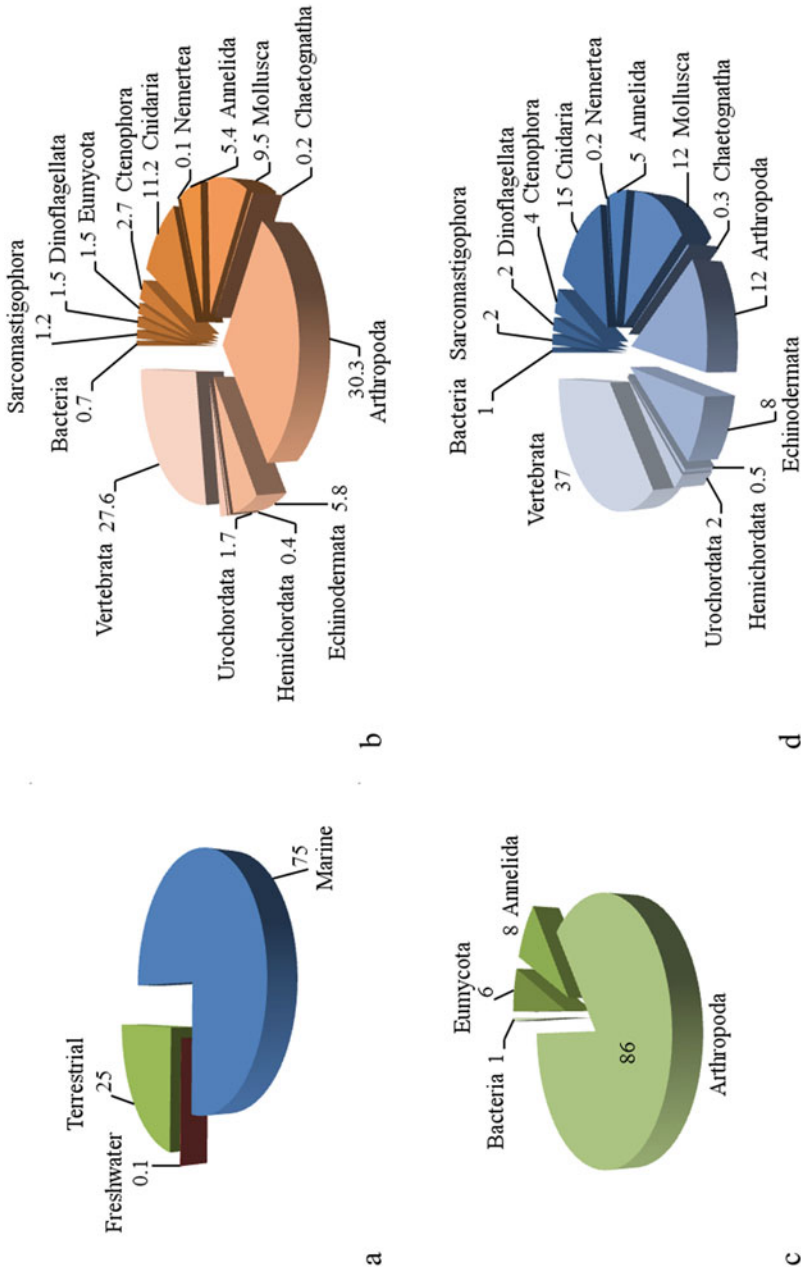 a
Terrestrial
25
Freshwater
0.1
75
Marine
b
Sarcomastigophora
1.2
Bacteria
0.7
1.5 Dinoflagellata
1.5 Eumycota
2.7 Ctenophora
11.2 Cnidaria
0.1 Nemertea
5.4 Annelida
9.5 Mollusca
0.2 Chaetognatha
30.3
Arthropoda
5.8
Echinodermata
Hemichordata 0.4
Urochordata 1.7
Vertebrata 27.6
c
Bacteria 1
Eumycota
6
8 Annelida
86
Arthropoda
d
Bacteria
1
Sarcomastigophora
2
2 Dinoflagellata
4 Ctenophora
15 Cnidaria
0.2 Nemertea
5 Annelida
12 Mollusca
0.3 Chaetognatha
12 Arthropoda
8
Echinodermata
Hemichordata 0.5
Urochordata 2
Vertebrata
37